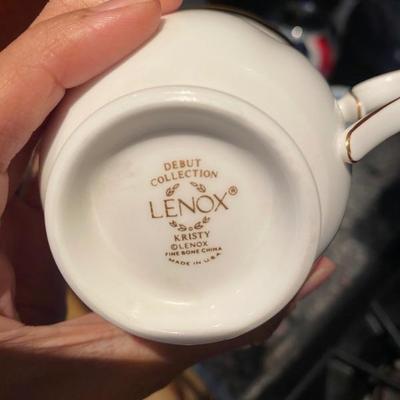 DEBUT
COLLECTION
LENOX®
KRISTY
©LENOX
FINE BONE CHINA
MADE IN U.S.A.